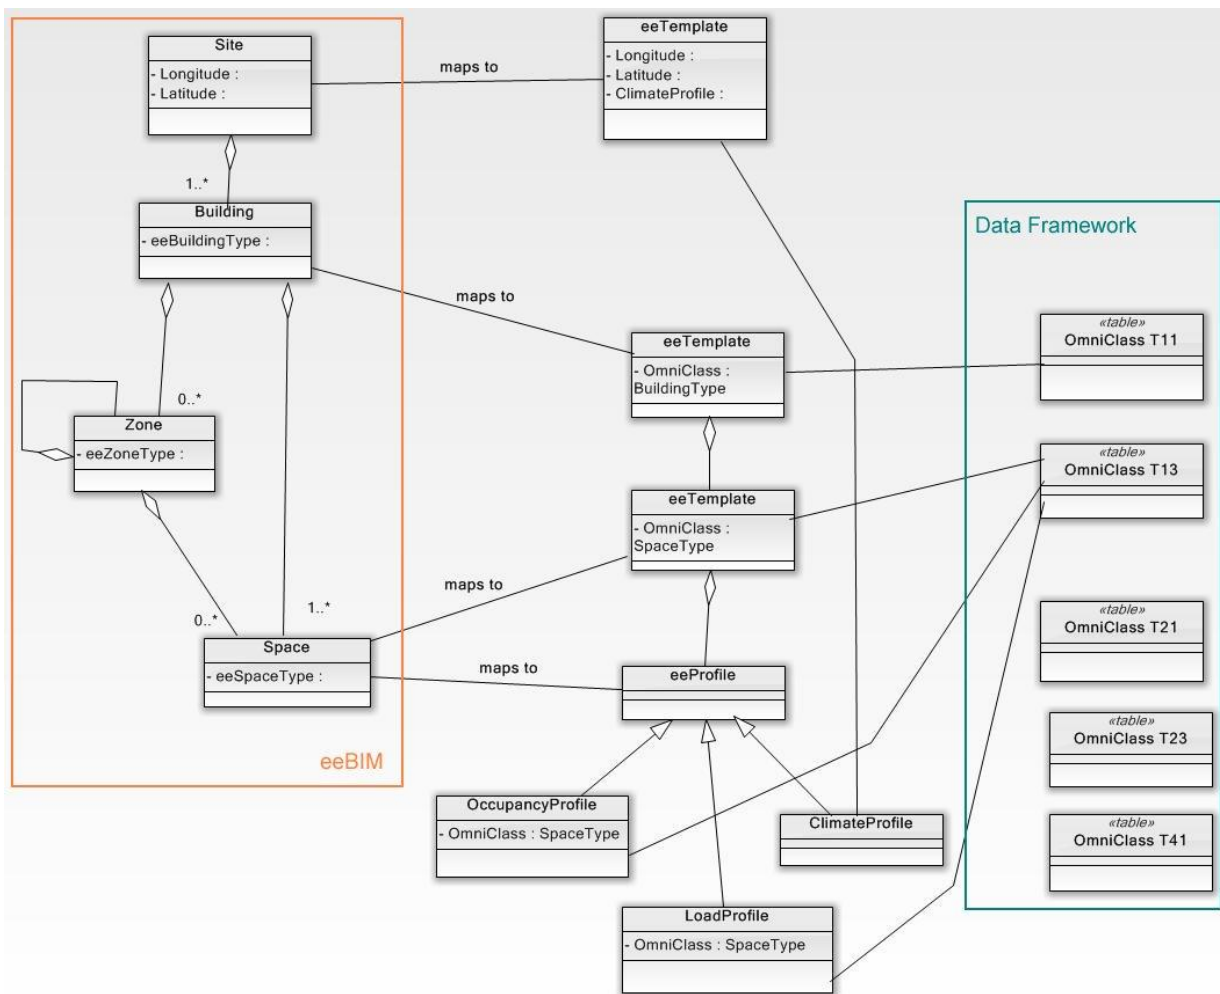 Site
- Longitude :
- Latitude :
maps to
eeTemplate
- Longitude :
- Latitude :
- ClimateProfile :
1..*
Building
- eeBuildingType :
maps to
Data Framework
eeTemplate
- OmniClass :
BuildingType
«table»
OmniClass T11
0..*
Zone
- eeZoneType :
«table»
OmniClass T13
eeTemplate
- OmniClass :
SpaceType
maps to
0..*
1..*
Space
- eeSpaceType :
maps to
eeProfile
«table»
OmniClass T21
«table»
OmniClass T23
eeBIM
OccupancyProfile
- OmniClass : SpaceType
ClimateProfile
«table»
OmniClass T41
LoadProfile
- OmniClass : SpaceType